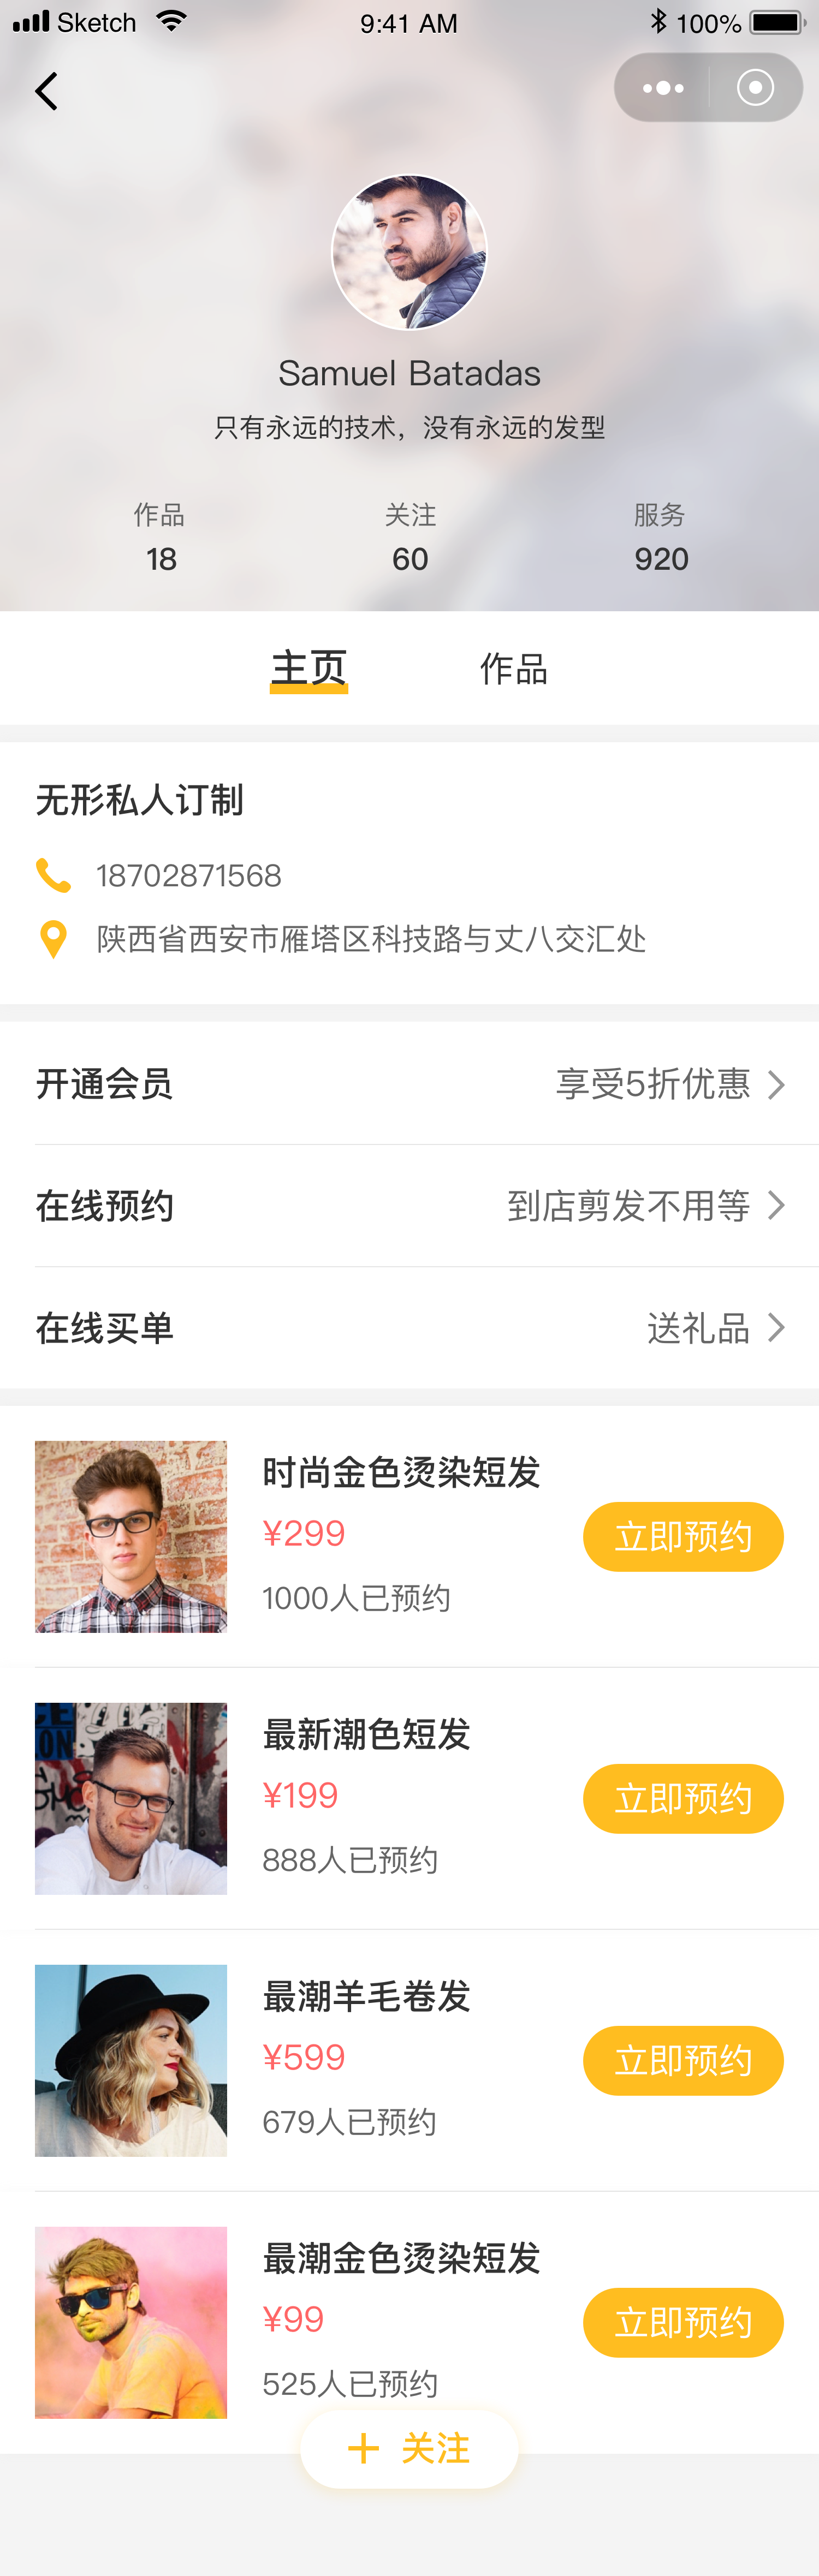 Sketch 9:41 AM 100%
Samuel Batadas
只有永远的技术，没有永远的发型
作品 关注 服务
18 60 920
主页 作品
无形私人订制
18702871568
陕西省西安市雁塔区科技路与丈八交汇处
开通会员 享受5折优惠
在线预约 到店剪发不用等
在线买单 送礼品
时尚金色烫染短发
¥299
立即预约
1000人已预约
最新潮色短发
¥199
立即预约
888人已预约
最潮羊毛卷发
¥599
立即预约
679人已预约
最潮金色烫染短发
¥99
立即预约
525人已预约
+ 关注